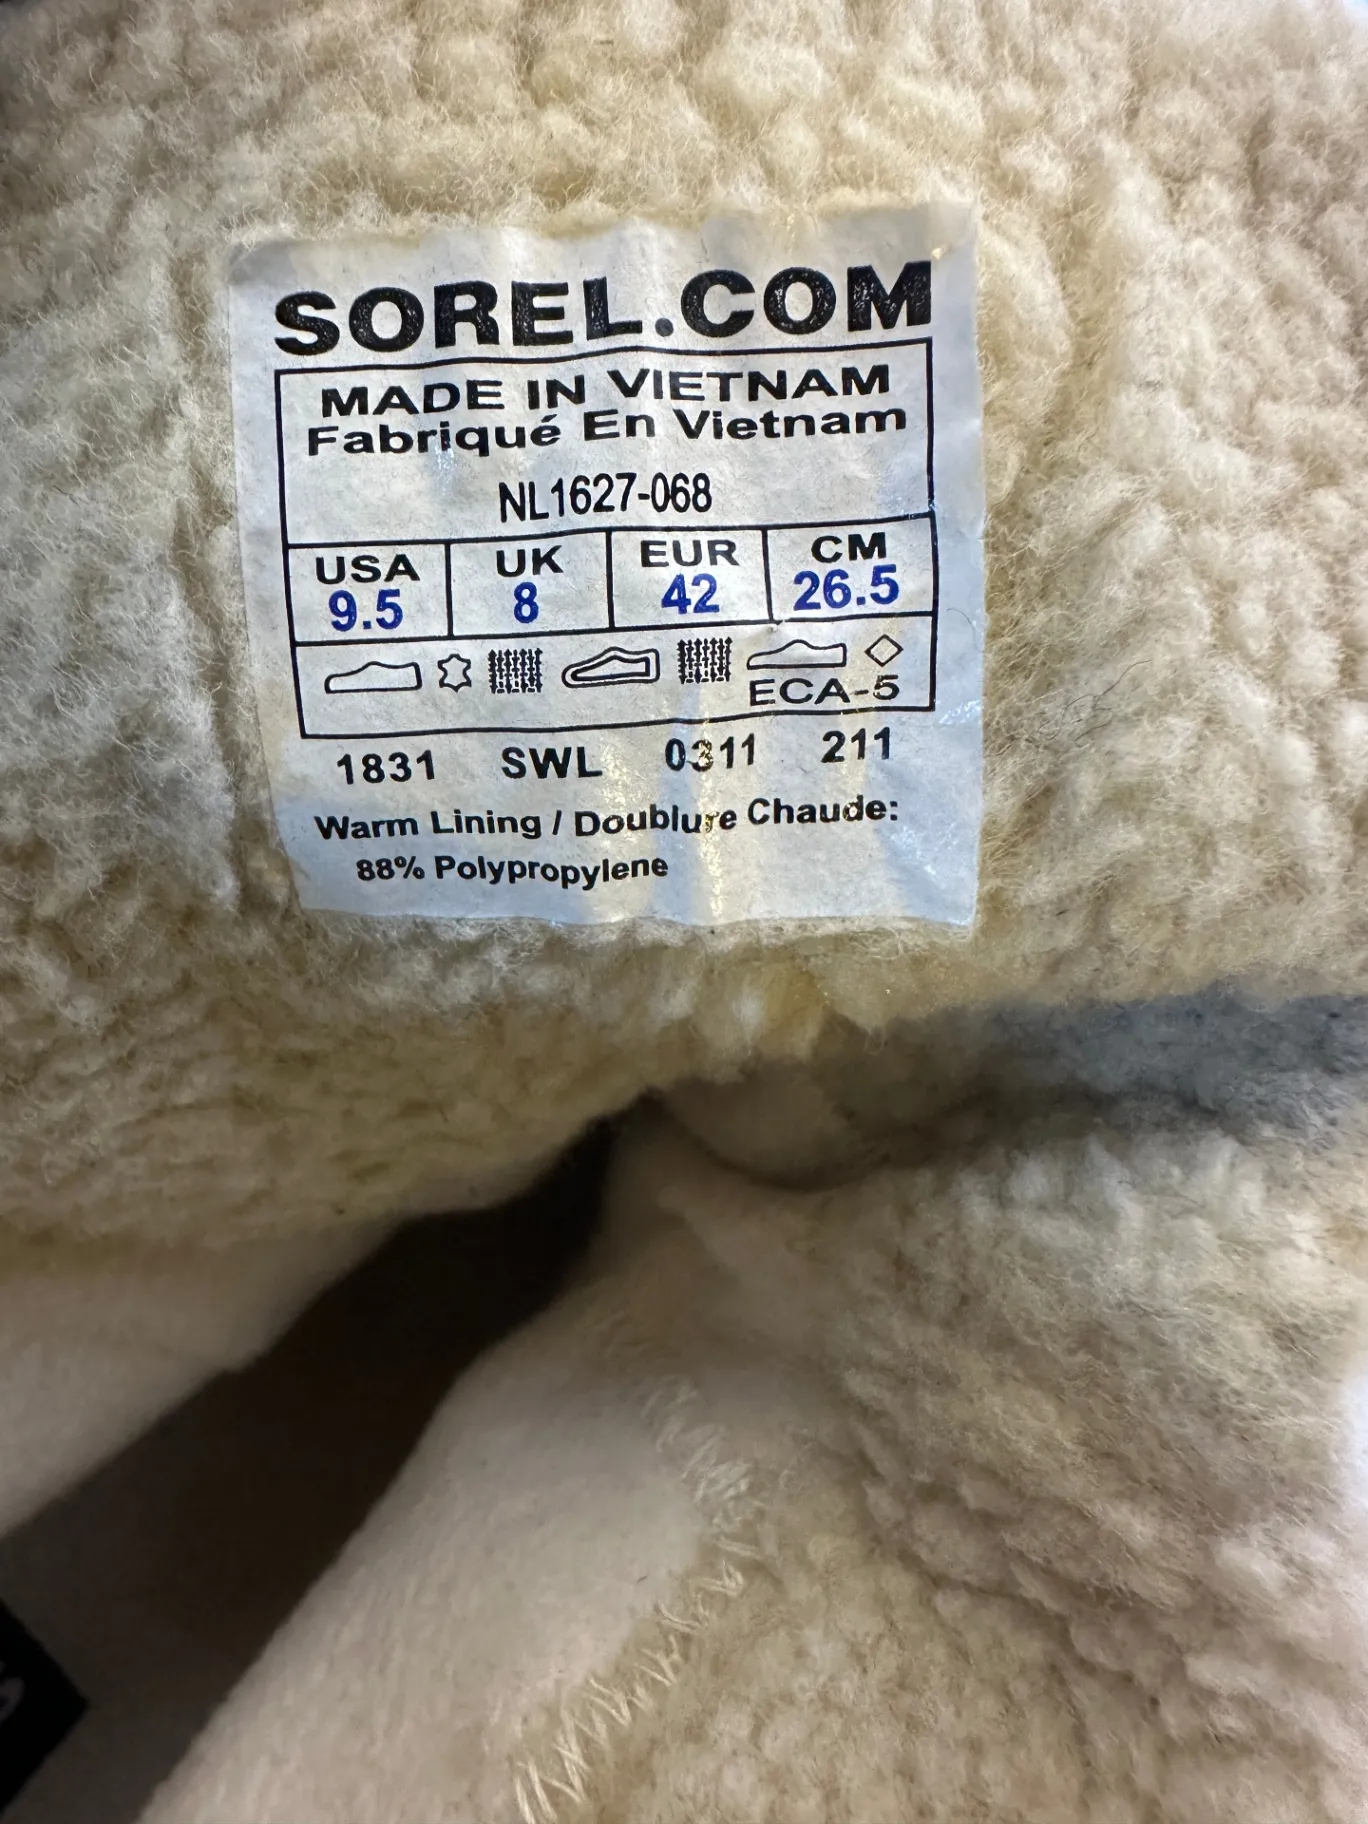 SOREL.COM
MADE IN VIETNAM
Fabriqué En Vietnam
NL1627-068
USA UK EUR CM
9.5 8 42 26.5
ECA-5
1831 SWL 0311 211
Warm Lining / Doublure Chaude:
88% Polypropylene